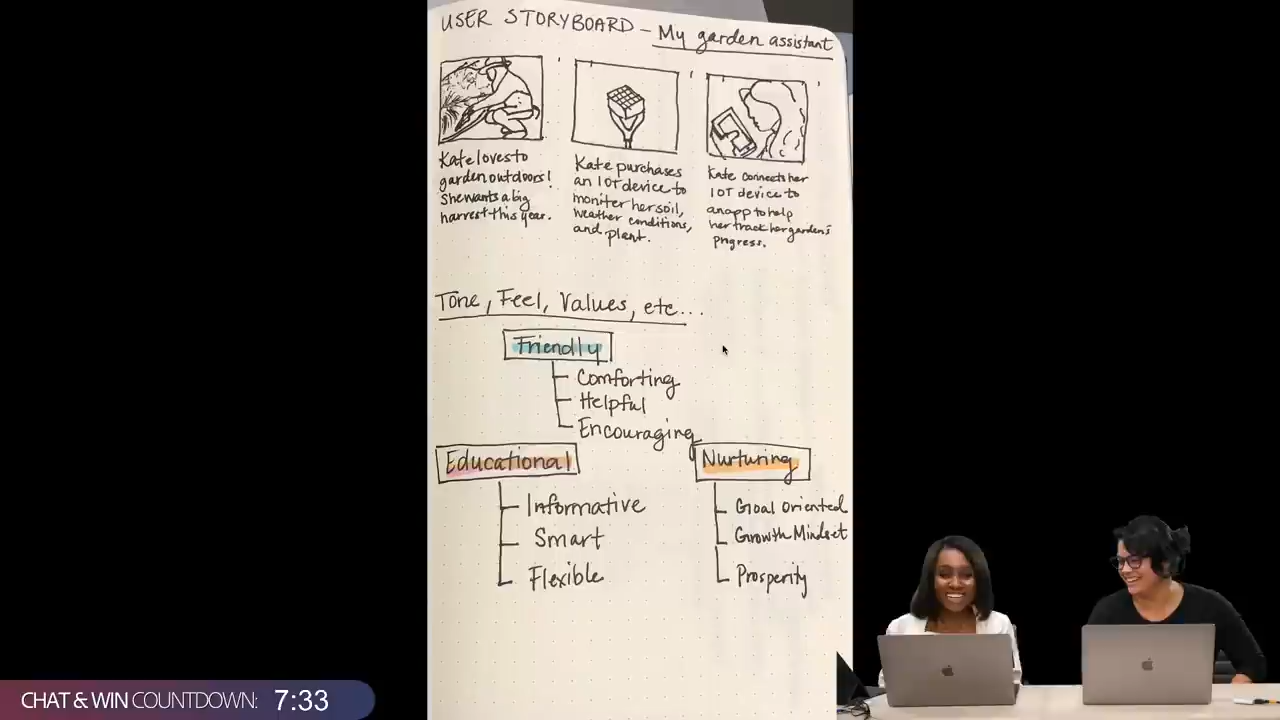 USER STORYBOARD - My garden assistant
Kate loves to
garden outdoors!
She wants a big
harvest this year.
Kate purchases
an IOT device to
moniter her soil,
weather conditions,
and plant.
Kate connects her
IOT device to
an app to help
her track her garden's
progress.
Tone, Feel, Values, etc...
Friendly
Comforting
Helpful
Encouraging
Educational
Informative
Smart
Flexible
Nurturing
Goal Oriented
Growth Mindset
Prosperity
CHAT & WIN COUNTDOWN: 7:33